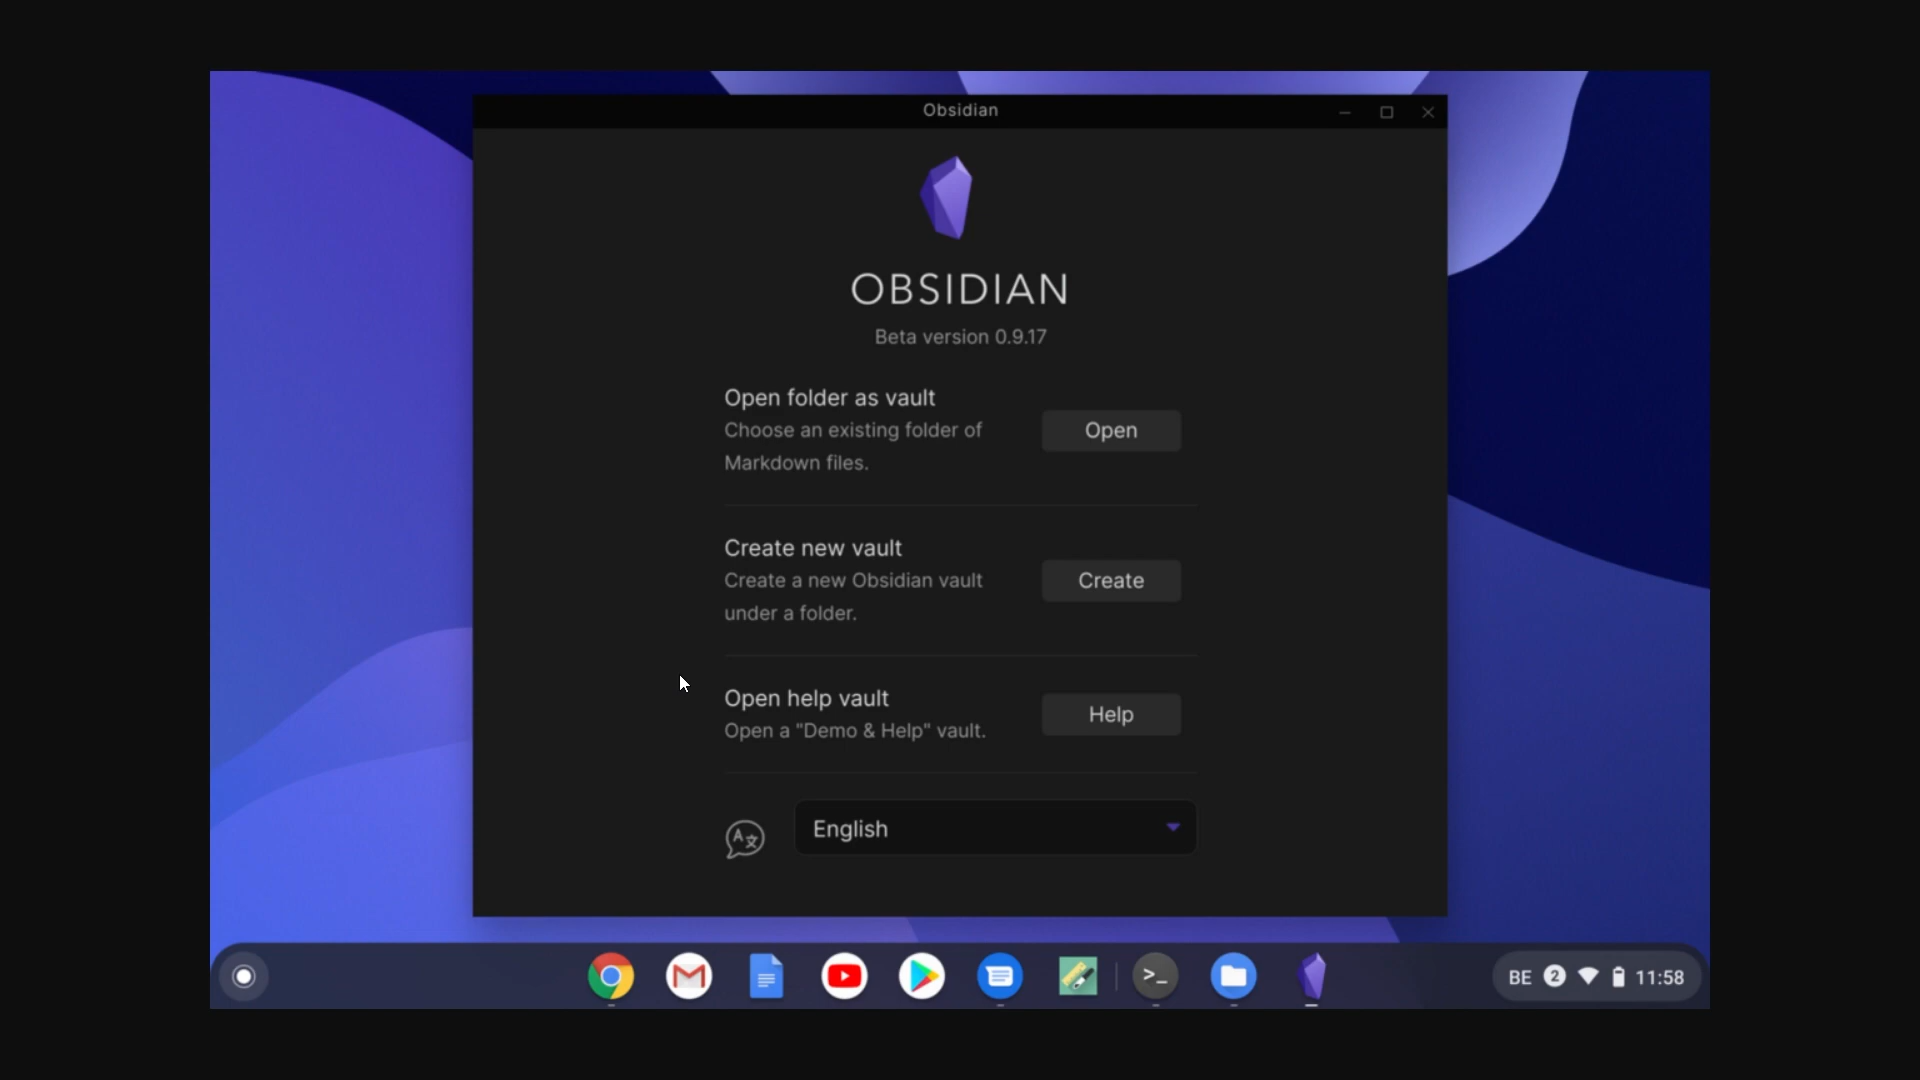 Obsidian
OBSIDIAN
Beta version 0.9.17
Open folder as vault
Choose an existing folder of
Markdown files.
Open
Create new vault
Create a new Obsidian vault
under a folder.
Create
Open help vault
Open a "Demo & Help" vault.
Help
A文
English
>_
BE 2 11:58